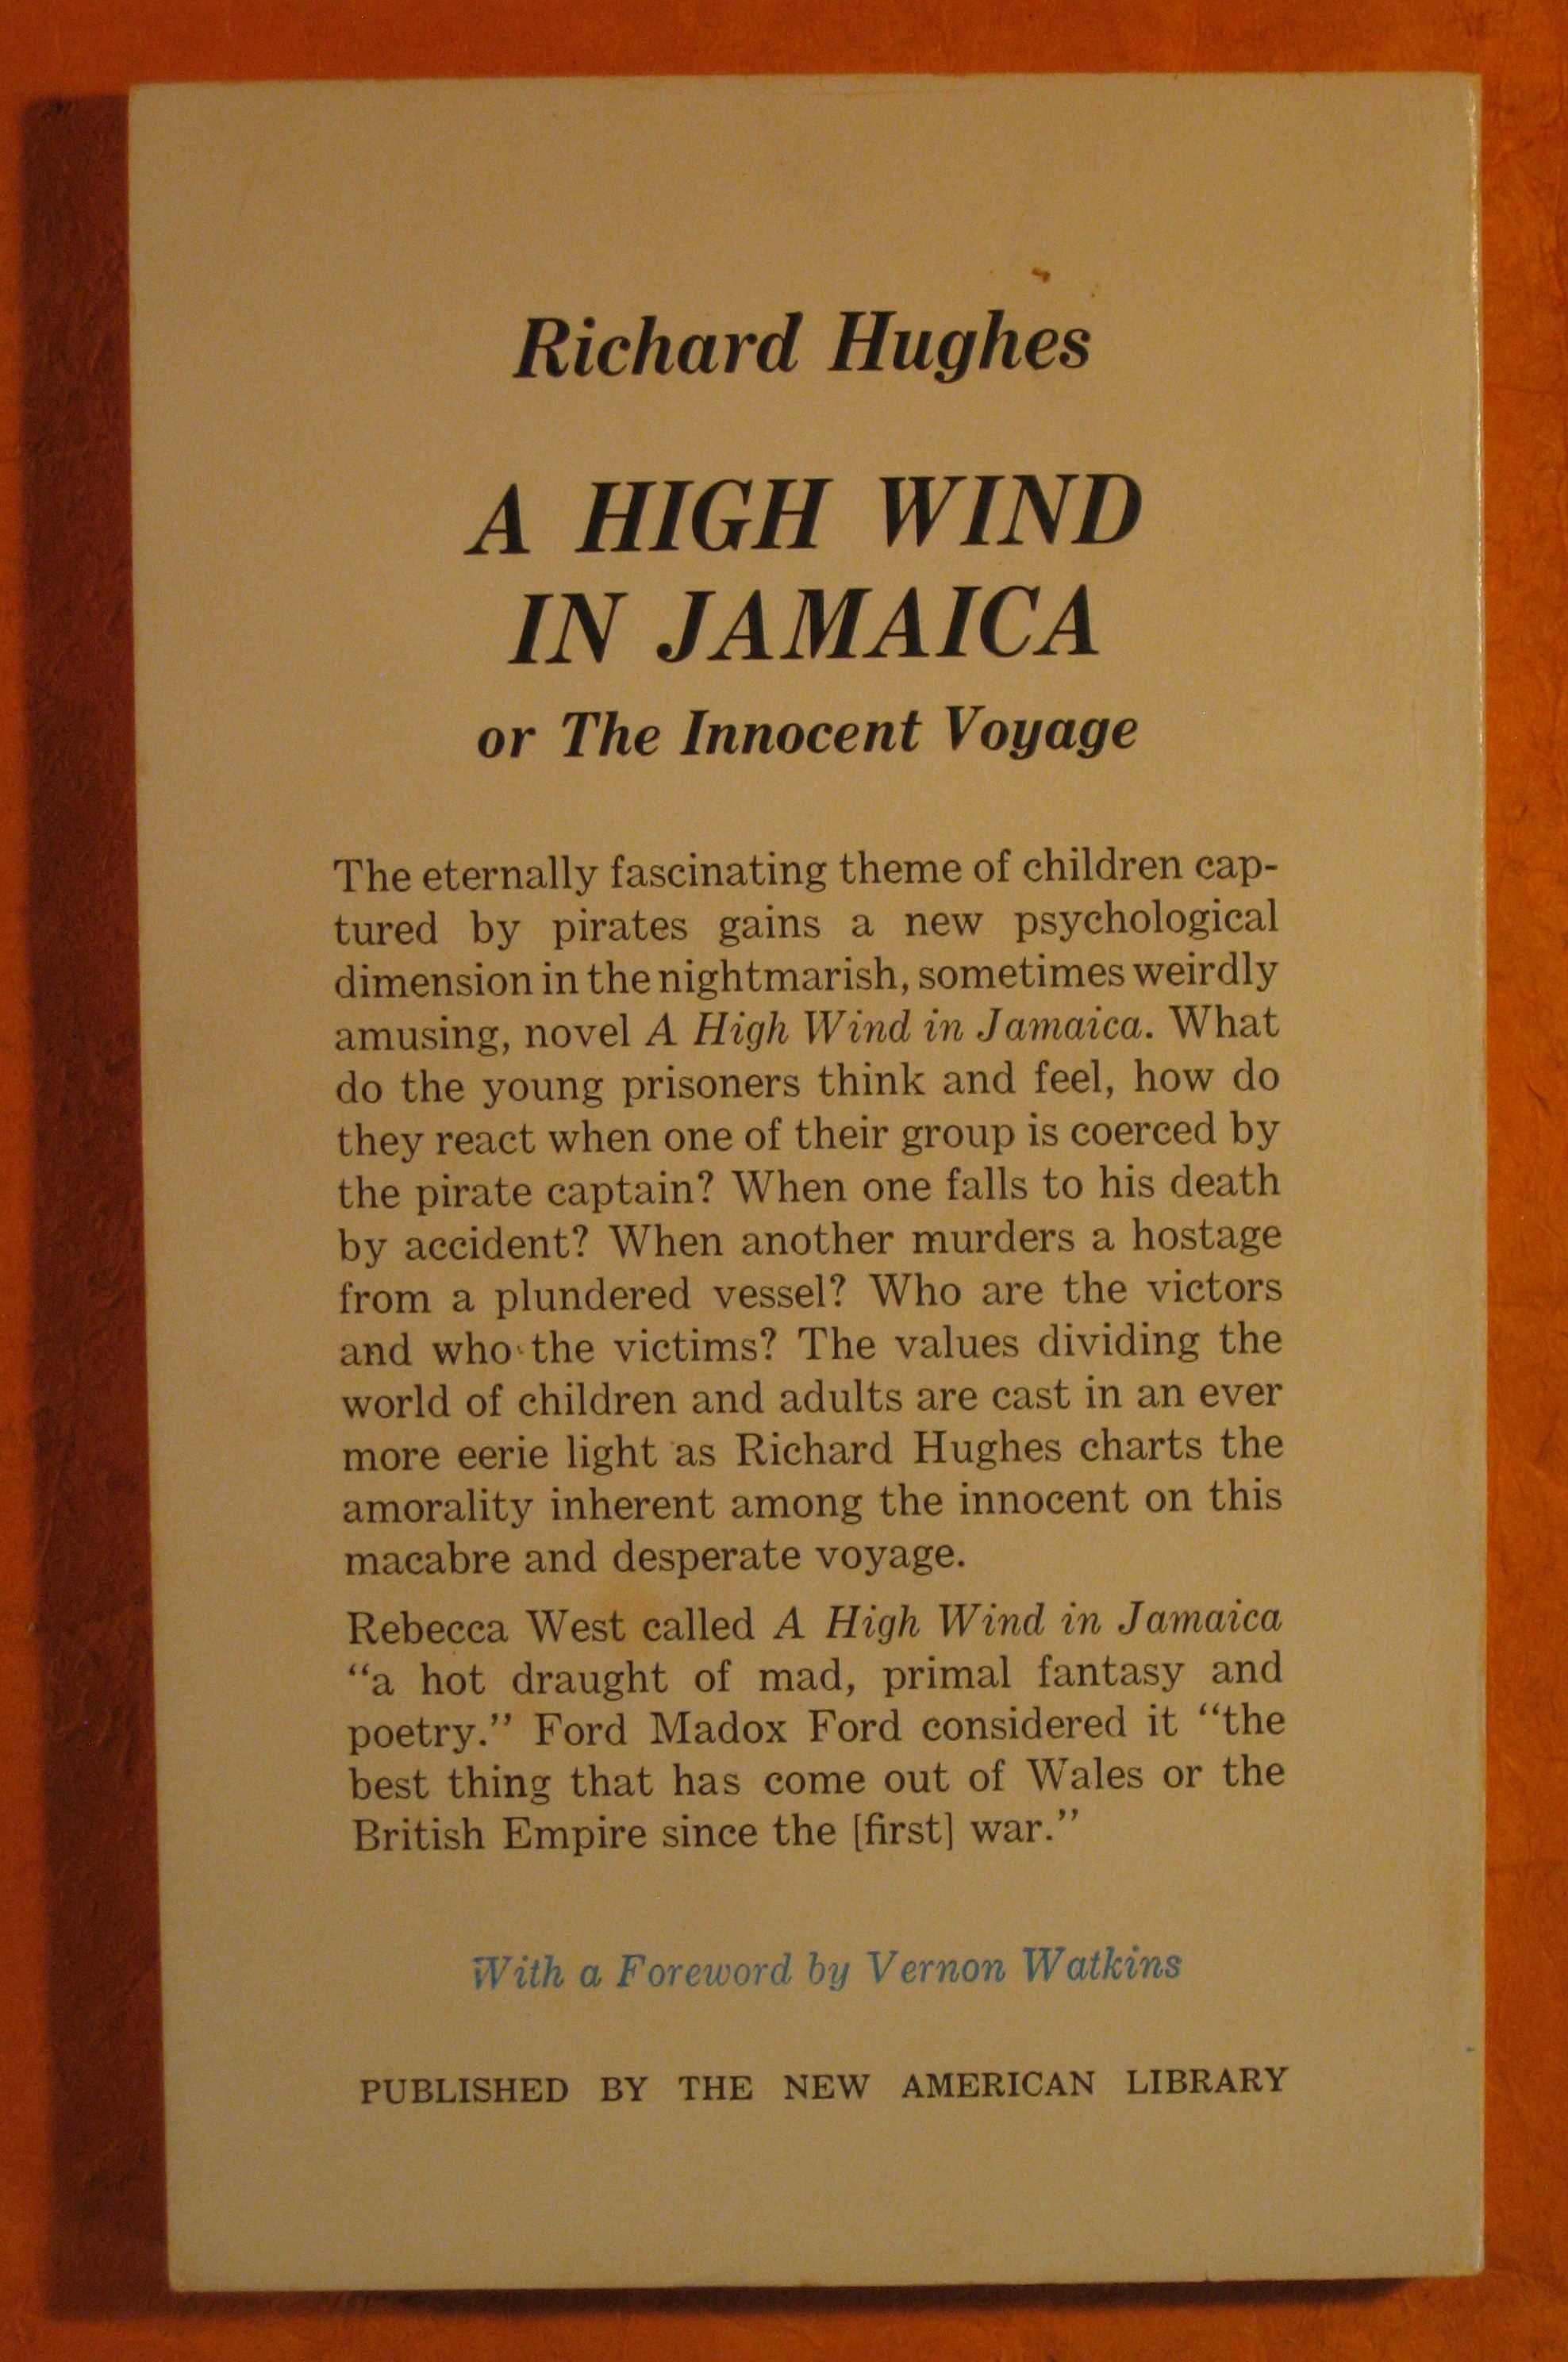 Richard Hughes
A HIGH WIND
IN JAMAICA
or The Innocent Voyage
The eternally fascinating theme of children cap-
tured by pirates gains a new psychological
dimension in the nightmarish, sometimes weirdly
amusing, novel A High Wind in Jamaica. What
do the young prisoners think and feel, how do
they react when one of their group is coerced by
the pirate captain? When one falls to his death
by accident? When another murders a hostage
from a plundered vessel? Who are the victors
and who the victims? The values dividing the
world of children and adults are cast in an ever
more eerie light as Richard Hughes charts the
amorality inherent among the innocent on this
macabre and desperate voyage.
Rebecca West called A High Wind in Jamaica
“a hot draught of mad, primal fantasy and
poetry.” Ford Madox Ford considered it “the
best thing that has come out of Wales or the
British Empire since the [first] war.”
With a Foreword by Vernon Watkins
PUBLISHED BY THE NEW AMERICAN LIBRARY